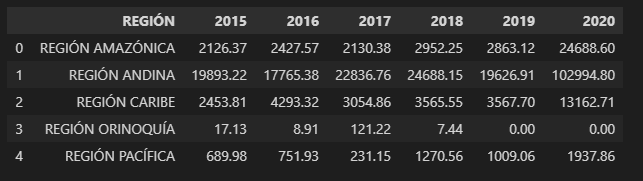 REGIÓN 2015 2016 2017 2018 2019 2020
0 REGIÓN AMAZÓNICA 2126.37 2427.57 2130.38 2952.25 2863.12 24688.60
1 REGIÓN ANDINA 19893.22 17765.38 22836.76 24688.15 19626.91 102994.80
2 REGIÓN CARIBE 2453.81 4293.32 3054.86 3565.55 3567.70 13162.71
3 REGIÓN ORINOQUÍA 17.13 8.91 121.22 7.44 0.00 0.00
4 REGIÓN PACÍFICA 689.98 751.93 231.15 1270.56 1009.06 1937.86